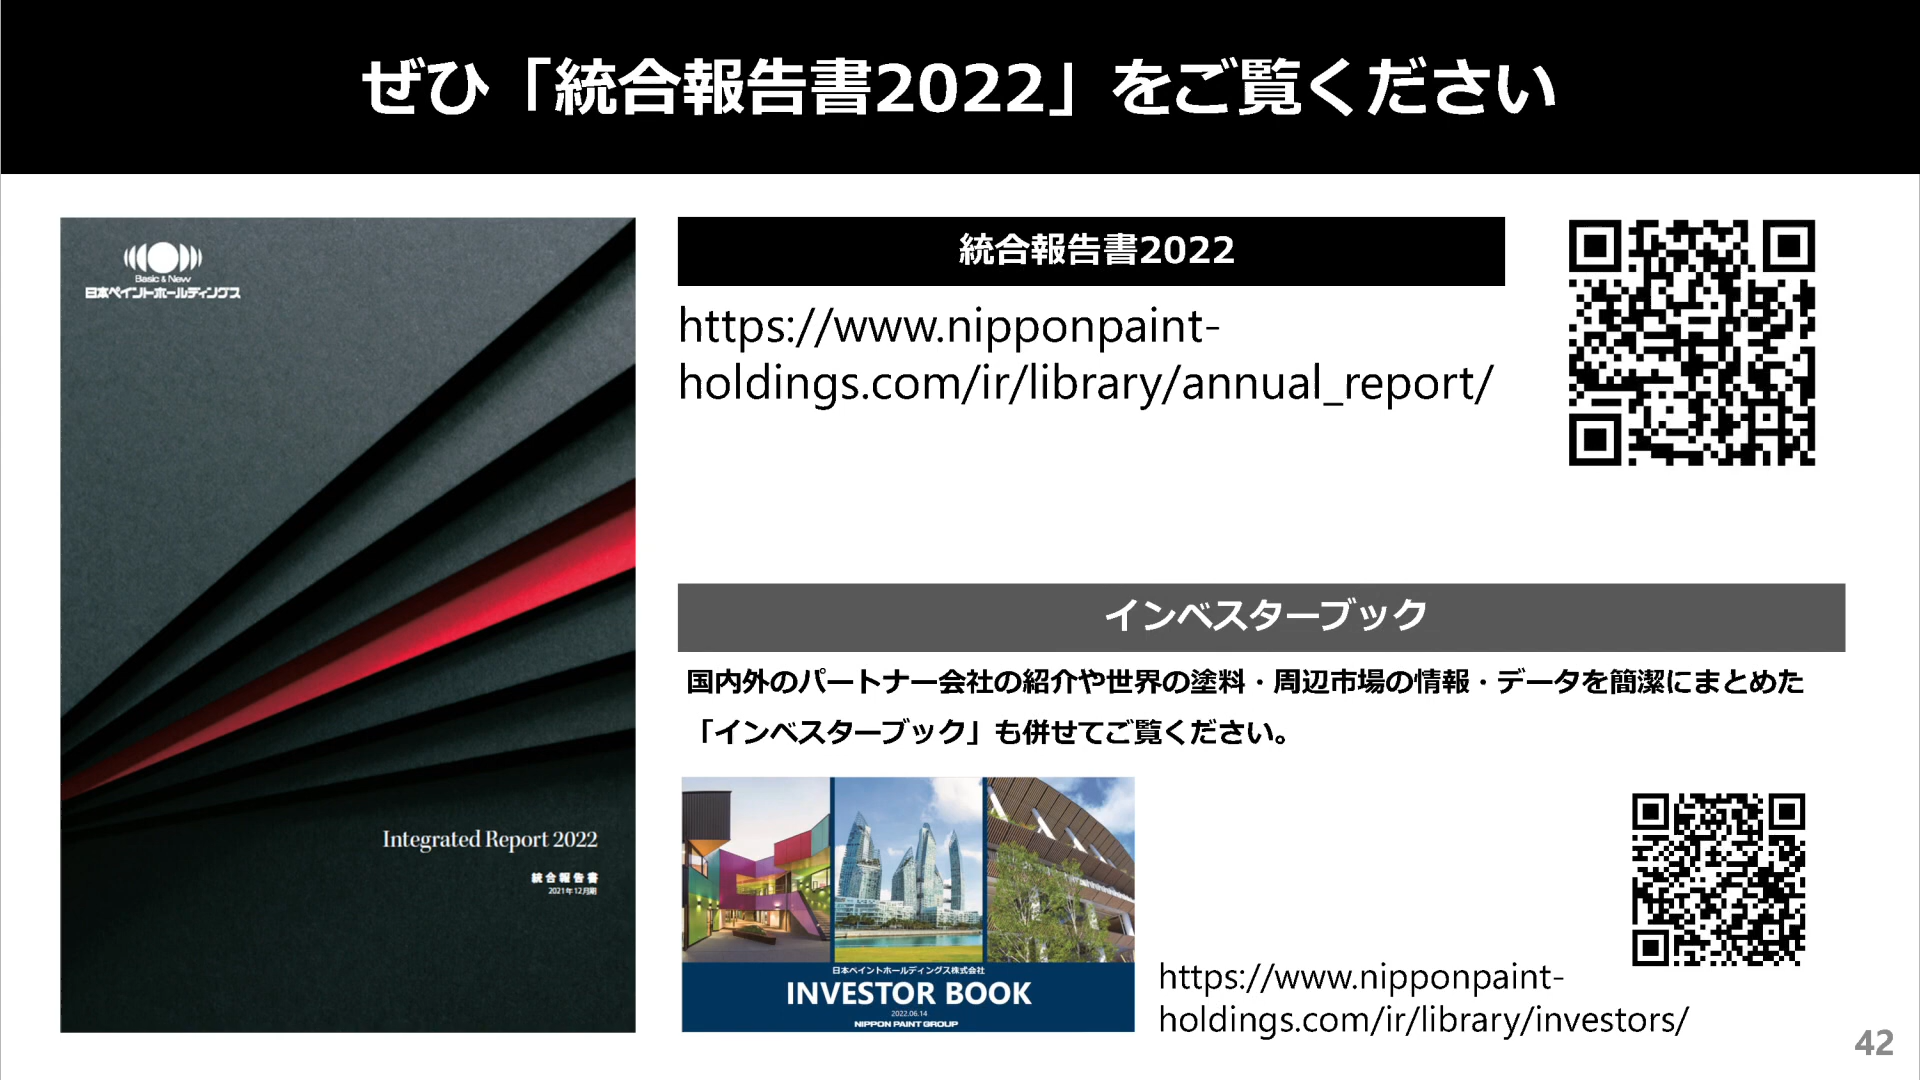 ぜひ「統合報告書2022」をご覧ください
Basic & New
日本ペイントホールディングス
Integrated Report 2022
統合報告書
2021年12月期
統合報告書2022
https://www.nipponpaint-
holdings.com/ir/library/annual_report/
インベスターブック
国内外のパートナー会社の紹介や世界の塗料・周辺市場の情報・データを簡潔にまとめた
「インベスターブック」も併せてご覧ください。
日本ペイントホールディングス株式会社
INVESTOR BOOK
2022.06.14
NIPPON PAINT GROUP
https://www.nipponpaint-
holdings.com/ir/library/investors/
42